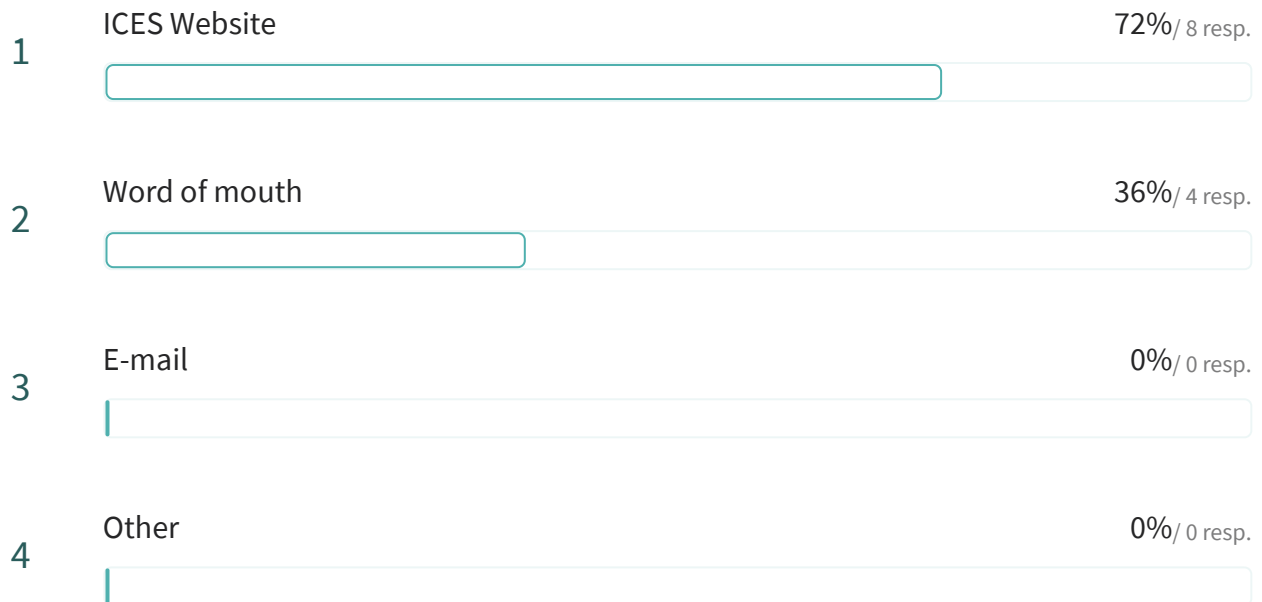 1
ICES Website
72% / 8 resp.
2
Word of mouth
36% / 4 resp.
3
E-mail
0% / 0 resp.
4
Other
0% / 0 resp.